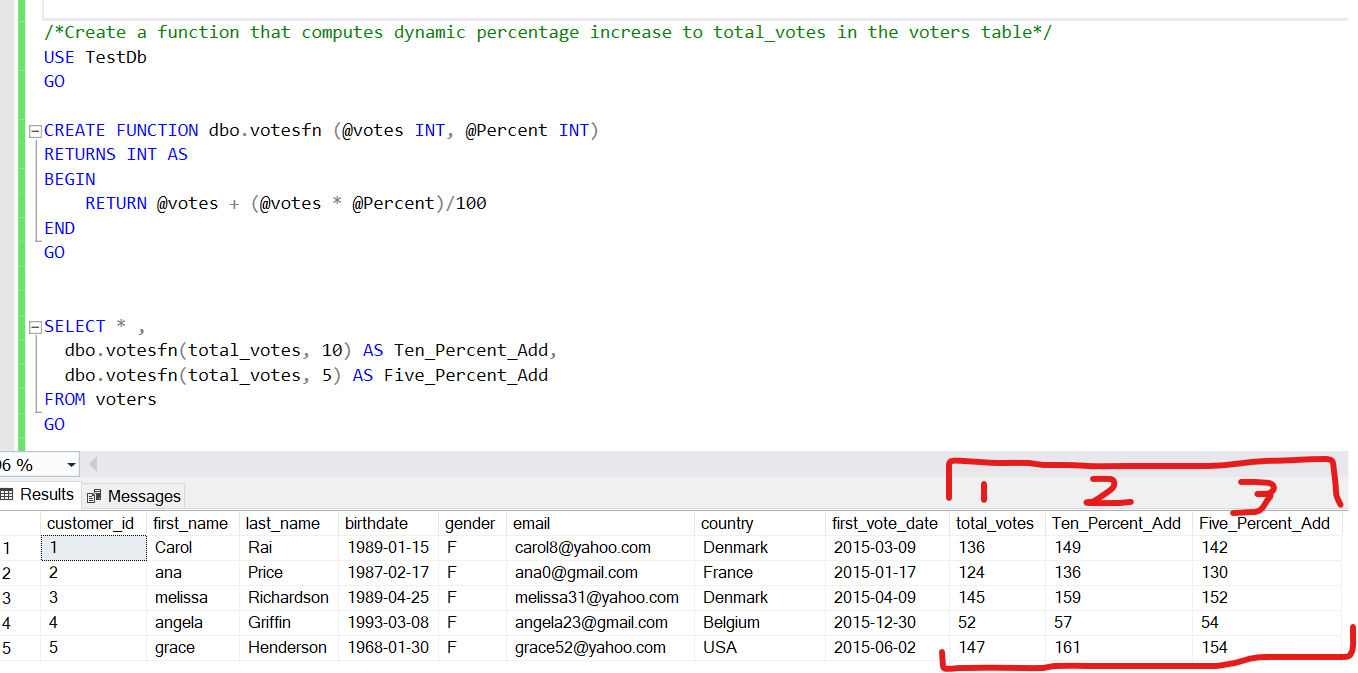 /*Create a function that computes dynamic percentage increase to total_votes in the voters table*/
USE TestDb
GO
CREATE FUNCTION dbo.votesfn (@votes INT, @Percent INT)
RETURNS INT AS
BEGIN
RETURN @votes + (@votes * @Percent)/100
END
GO
SELECT * ,
dbo.votesfn(total_votes, 10) AS Ten_Percent_Add,
dbo.votesfn(total_votes, 5) AS Five_Percent_Add
FROM voters
GO
6 %
1 2 3
Results Messages
customer_id first_name last_name birthdate gender email country first_vote_date total_votes Ten_Percent_Add Five_Percent_Add
1 1 Carol Rai 1989-01-15 F carol8@yahoo.com Denmark 2015-03-09 136 149 142
2 2 ana Price 1987-02-17 F ana0@gmail.com France 2015-01-17 124 136 130
3 3 melissa Richardson 1989-04-25 F melissa31@yahoo.com Denmark 2015-04-09 145 159 152
4 4 angela Griffin 1993-03-08 F angela23@gmail.com Belgium 2015-12-30 52 57 54
5 5 grace Henderson 1968-01-30 F grace52@yahoo.com USA 2015-06-02 147 161 154